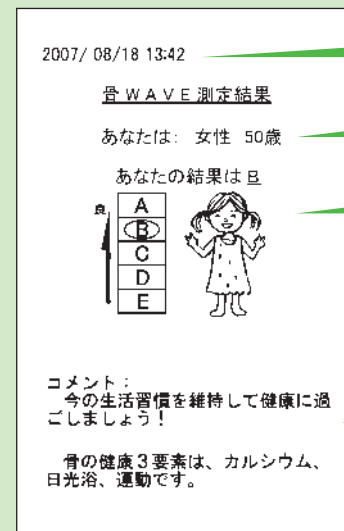 2007/ 08/18 13:42
骨WAVE測定結果
あなたは: 女性 50歳
あなたの結果は B
良
A
B
C
D
E
コメント:
今の生活習慣を維持して健康に過
ごしましょう!
骨の健康3要素は、カルシウム、
日光浴、運動です。